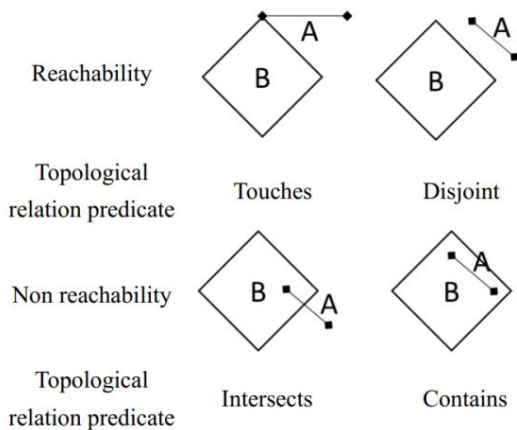 A A
Reachability B B
Topological
relation predicate Touches Disjoint
Non reachability B A B A
Topological
relation predicate Intersects Contains